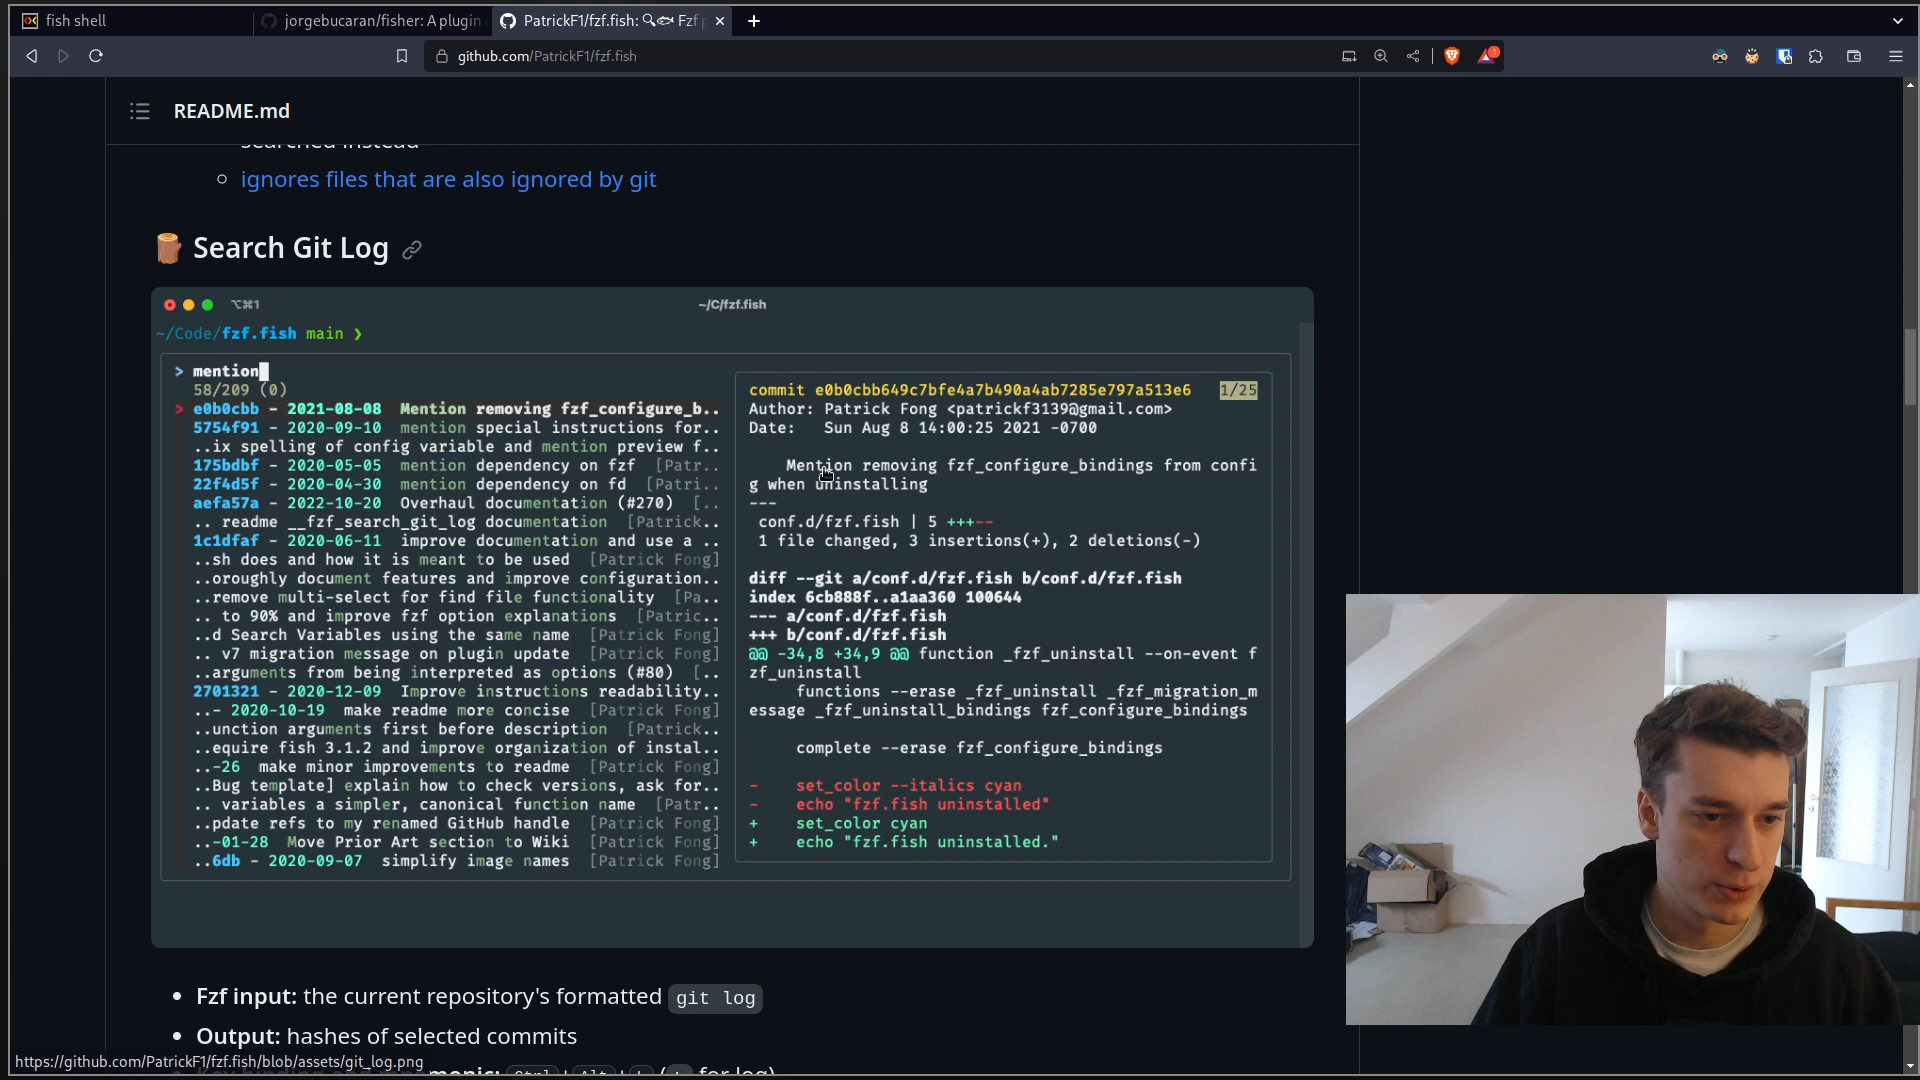 fish shell
jorgebucaran/fisher: A plugin
PatrickF1/fzf.fish: 🔍🐟 Fzf p
github.com/PatrickF1/fzf.fish
1
README.md
searched instead
ignores files that are also ignored by git
🪵 Search Git Log
⌥⌘1
~/C/fzf.fish
~/Code/fzf.fish main ❯
> mention
58/209 (0)
> e0b0cbb - 2021-08-08  Mention removing fzf_configure_b..
5754f91 - 2020-09-10  mention special instructions for..
..ix spelling of config variable and mention preview f..
175bdbf - 2020-05-05  mention dependency on fzf  [Patr..
22f4d5f - 2020-04-30  mention dependency on fd  [Patri..
aefa57a - 2022-10-20  Overhaul documentation (#270)  [..
.. readme __fzf_search_git_log documentation  [Patrick..
1c1dfaf - 2020-06-11  improve documentation and use a ..
..sh does and how it is meant to be used  [Patrick Fong]
..oroughly document features and improve configuration..
..remove multi-select for find file functionality  [Pa..
.. to 90% and improve fzf option explanations  [Patric..
..d Search Variables using the same name  [Patrick Fong]
.. v7 migration message on plugin update  [Patrick Fong]
..arguments from being interpreted as options (#80)  [..
2701321 - 2020-12-09  Improve instructions readability..
..- 2020-10-19  make readme more concise  [Patrick Fong]
..unction arguments first before description  [Patrick..
..equire fish 3.1.2 and improve organization of instal..
..-26  make minor improvements to readme  [Patrick Fong]
..Bug template] explain how to check versions, ask for..
.. variables a simpler, canonical function name  [Patr..
..pdate refs to my renamed GitHub handle  [Patrick Fong]
..-01-28  Move Prior Art section to Wiki  [Patrick Fong]
..6db - 2020-09-07  simplify image names  [Patrick Fong]
commit e0b0cbb649c7bfe4a7b490a4ab7285e797a513e6 1/25
Author: Patrick Fong <patrickf3139@gmail.com>
Date:   Sun Aug 8 14:00:25 2021 -0700
Mention removing fzf_configure_bindings from confi
g when uninstalling
---
conf.d/fzf.fish | 5 +++--
1 file changed, 3 insertions(+), 2 deletions(-)
diff --git a/conf.d/fzf.fish b/conf.d/fzf.fish
index 6cb888f..a1aa360 100644
--- a/conf.d/fzf.fish
+++ b/conf.d/fzf.fish
@@ -34,8 +34,9 @@ function _fzf_uninstall --on-event f
zf_uninstall
functions --erase _fzf_uninstall _fzf_migration_m
essage _fzf_uninstall_bindings fzf_configure_bindings
complete --erase fzf_configure_bindings
-    set_color --italics cyan
-    echo "fzf.fish uninstalled"
+    set_color cyan
+    echo "fzf.fish uninstalled."
• Fzf input: the current repository's formatted git log
• Output: hashes of selected commits
https://github.com/PatrickF1/fzf.fish/blob/assets/git_log.png